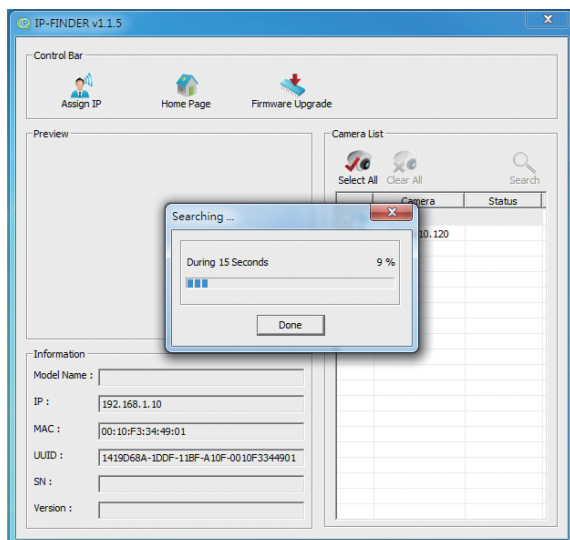 IP-FINDER v1.1.5
Control Bar
Assign IP Home Page Firmware Upgrade
Preview
Camera List
Select All Clear All Search
Camera Status
10.120
Searching ...
During 15 Seconds 9 %
Done
Information
Model Name :
IP : 192.168.1.10
MAC : 00:10:F3:34:49:01
UUID : 1419D68A-1DDF-11BF-A10F-0010F3344901
SN :
Version :